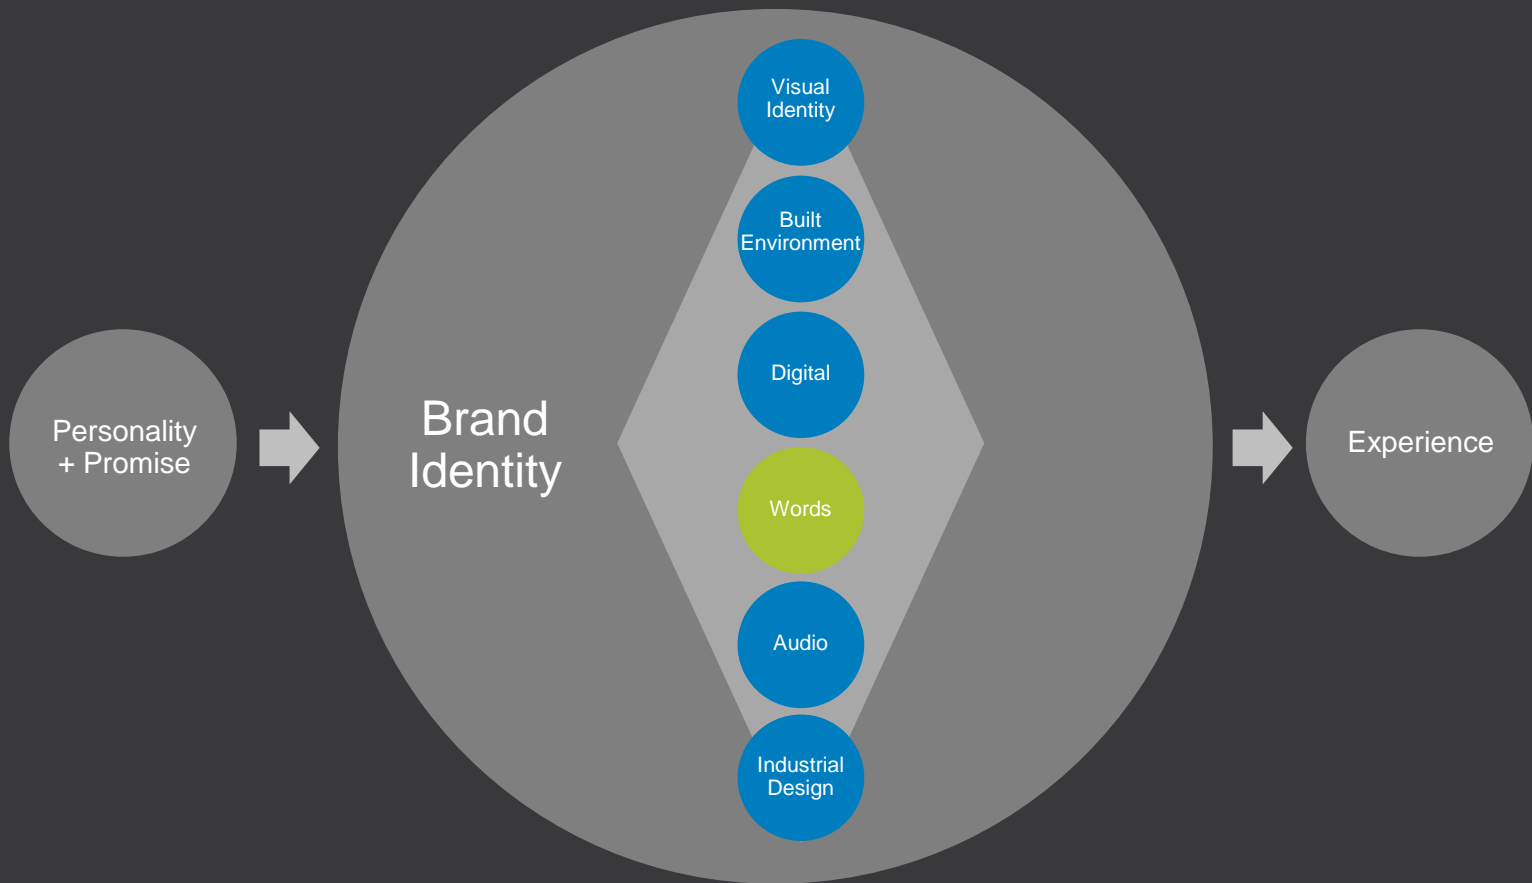 Personality
+ Promise
Brand
Identity
Visual
Identity
Built
Environment
Digital
Words
Audio
Industrial
Design
Experience